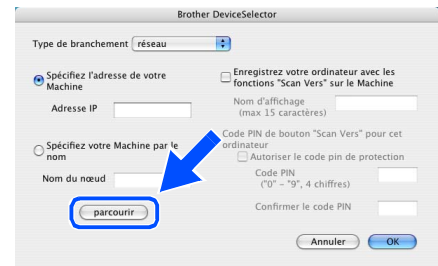 Brother DeviceSelector
Type de branchement réseau
Spécifiez l'adresse de votre
Machine
Adresse IP
Spécifiez votre Machine par le
nom
Nom du nœud
parcourir
Enregistrez votre ordinateur avec les
fonctions "Scan Vers" sur le Machine
Nom d'affichage
(max 15 caractères)
Code PIN de bouton "Scan Vers" pour cet
ordinateur
Autoriser le code pin de protection
Code PIN
("0" – "9", 4 chiffres)
Confirmer le code PIN
Annuler
OK